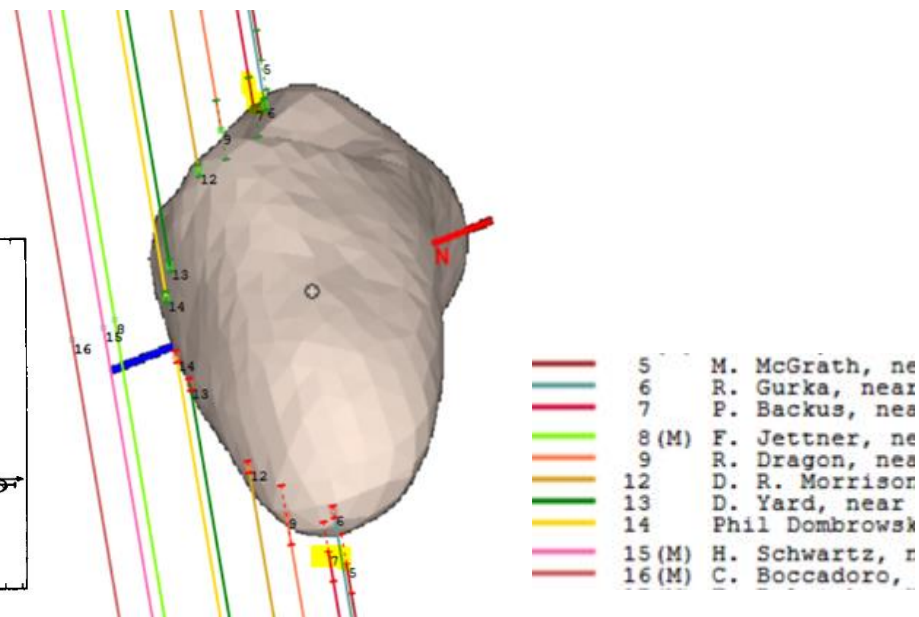 5
6
7
9
12
N
13
14
8
15
16
14
13
12
9
6
7
5
5 M. McGrath, ne
6 R. Gurka, near
7 P. Backus, nea
8(M) F. Jettner, ne
9 R. Dragon, nea
12 D. R. Morrison
13 D. Yard, near
14 Phil Dombrowsk
15(M) H. Schwartz, n
16(M) C. Boccadoro,